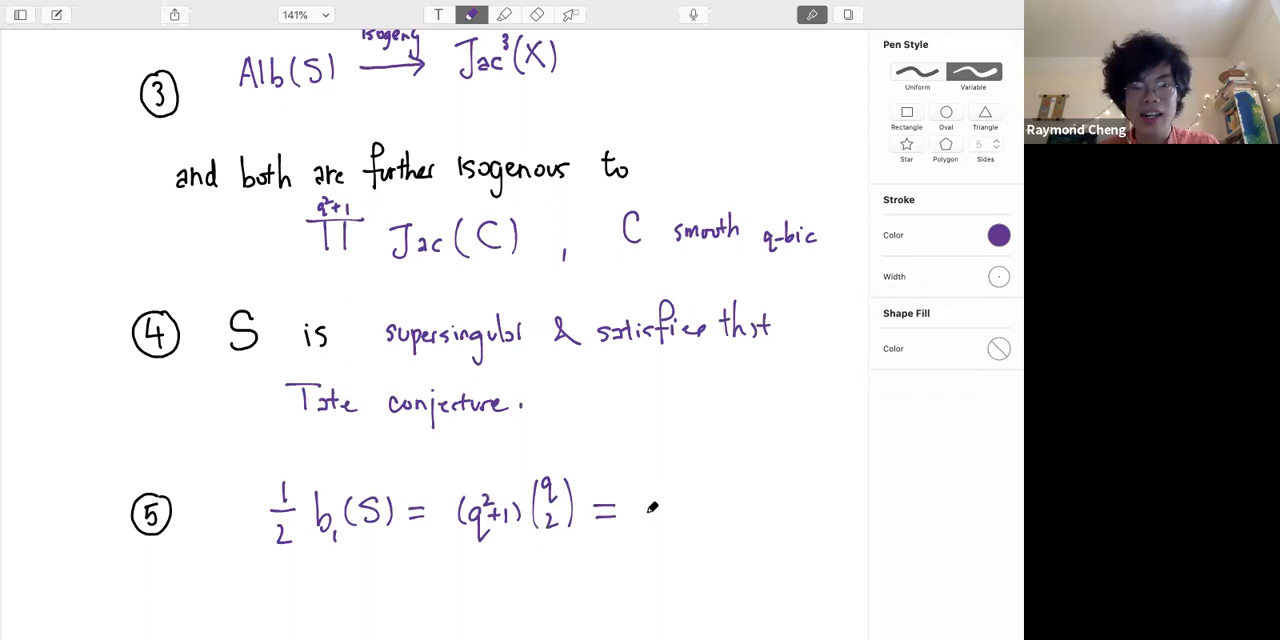 141%
T
isogeny
③ Alb(S) ⟶ Jac³(X)
and both are further isogenous to
q²+1
∏ Jac(C) , C smooth q-bic
④ S is supersingular & satisfies that
Tate conjecture.
⑤ 1/2 b₁(S) = (q²+1) (q 2) =
Pen Style
Uniform Variable
Rectangle Oval Triangle
5
Star Polygon Sides
Stroke
Color
Width
Shape Fill
Color
Raymond Cheng